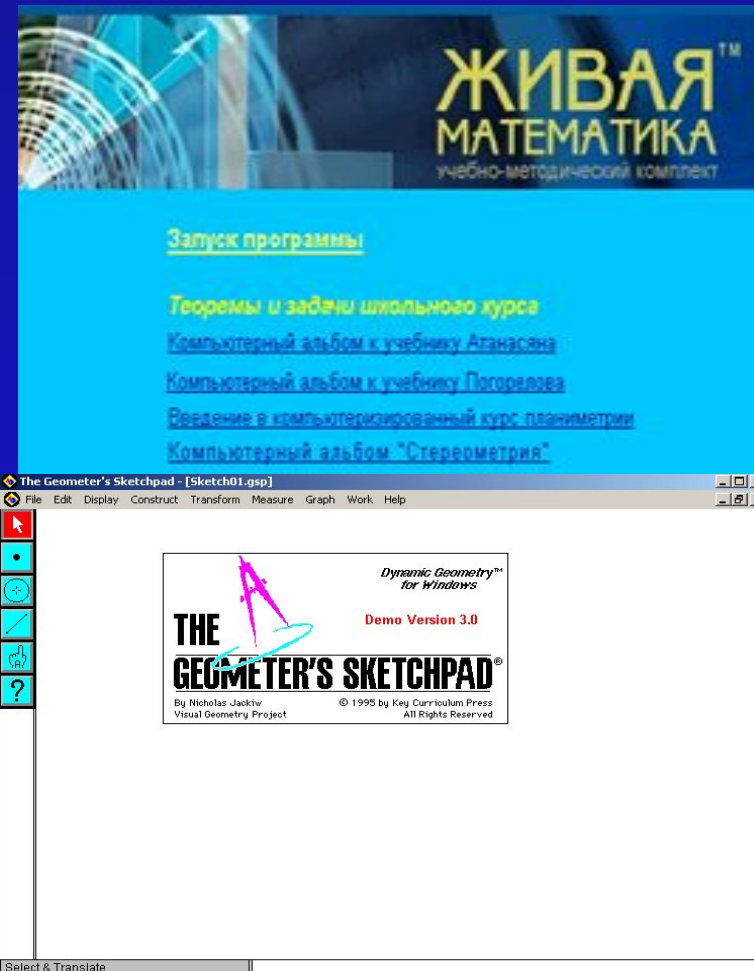 ЖИВАЯ™
МАТЕМАТИКА
учебно-методический комплект
Запуск программы
Теоремы и задачи школьного курса
Компьютерный альбом к учебнику Атанасяна
Компьютерный альбом к учебнику Погорелова
Введение в компьютеризированный курс планиметрии
Компьютерный альбом "Стереометрия"
The Geometer's Sketchpad - [Sketch01.gsp]
File Edit Display Construct Transform Measure Graph Work Help
A
?
Dynamic Geometry™
for Windows
Demo Version 3.0
THE
GEOMETER'S SKETCHPAD®
By Nicholas Jackiw
Visual Geometry Project
© 1995 by Key Curriculum Press
All Rights Reserved
Select & Translate